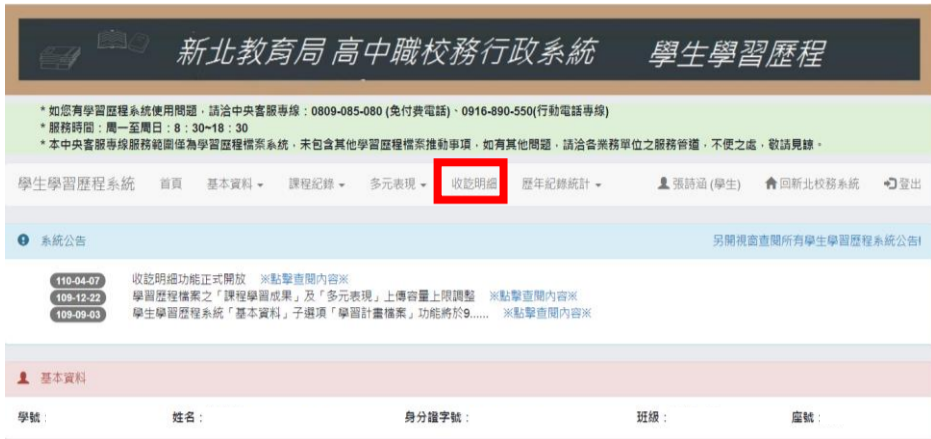 新北教育局 高中職校務行政系統 學生學習歷程
* 如您有學習歷程系統使用問題，請洽中央客服專線：0809-085-080 (免付費電話)、0916-890-550(行動電話專線)
* 服務時間：周一至周日：8：30~18：30
* 本中央客服專線服務範圍僅為學習歷程檔案系統，未包含其他學習歷程檔案推動事項，如有其他問題，請洽各業務單位之服務管道，不便之處，敬請見諒。
學生學習歷程系統 首頁 基本資料 課程紀錄 多元表現 收訖明細 歷年紀錄統計 張詩涵 (學生) 回新北校務系統 登出
系統公告 另開視窗查閱所有學生學習歷程系統公告!
110-04-07 收訖明細功能正式開放 ※點擊查閱內容※
109-12-22 學習歷程檔案之「課程學習成果」及「多元表現」上傳容量上限調整 ※點擊查閱內容※
109-09-03 學生學習歷程系統「基本資料」子選項「學習計畫檔案」功能將於9...... ※點擊查閱內容※
基本資料
學號： 姓名： 身分證字號： 班級： 座號：